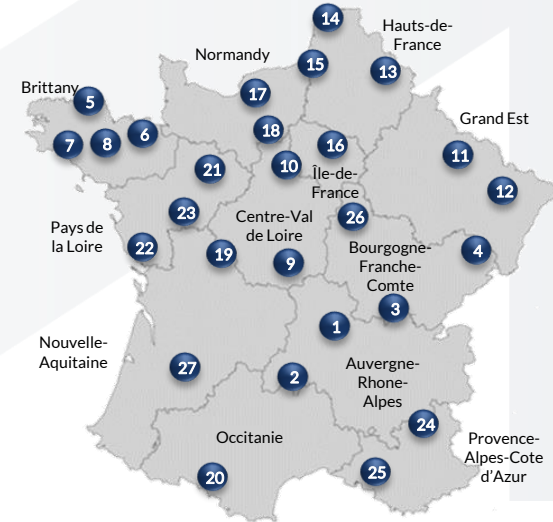 14
Hauts-de-
France
Normandy
15
13
Brittany
5
17
Grand Est
7
8
6
18
16
11
10
21
Île-de-
France
12
23
Centre-Val
de Loire
26
Pays de
la Loire
22
19
9
Bourgogne-
Franche-
Comte
4
3
1
Nouvelle-
Aquitaine
27
2
Auvergne-
Rhone-
Alpes
24
Occitanie
Provence-
Alpes-Cote
d'Azur
20
25